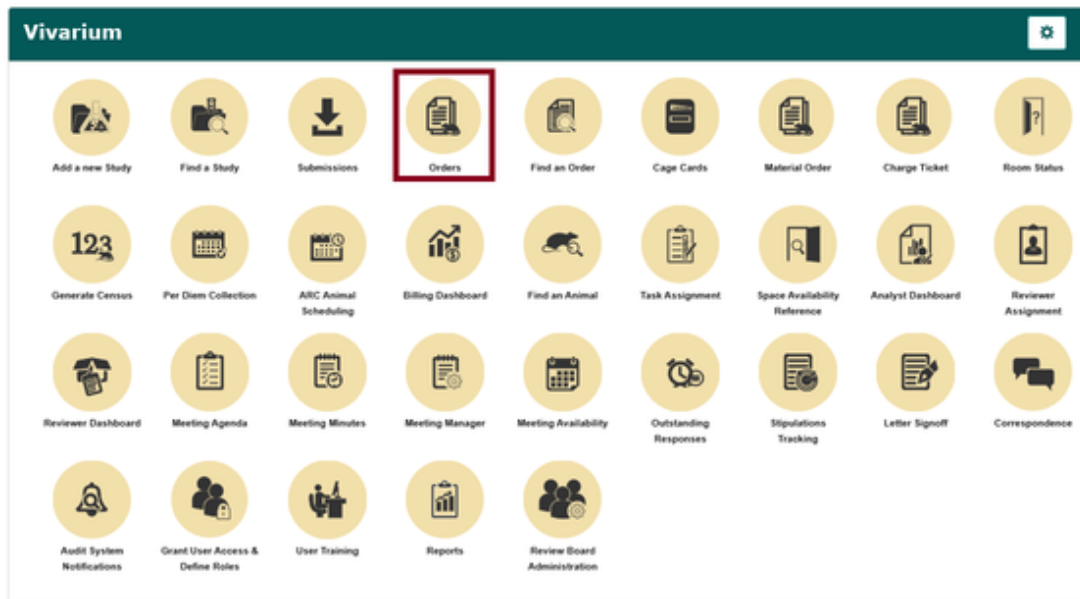 Vivarium
Add a new Study
Find a Study
Submissions
Orders
Find an Order
Cage Cards
Material Order
Charge Ticket
Room Status
?
123
Generate Census
Per Diem Collection
ARC Animal
Scheduling
Billing Dashboard
Find an Animal
Task Assignment
Space Availability
Reference
Analyst Dashboard
Reviewer
Assignment
Reviewer Dashboard
Meeting Agenda
Meeting Minutes
Meeting Manager
Meeting Availability
Outstanding
Responses
Stipulations
Tracking
Letter Signoff
Correspondence
Audit System
Notifications
Grant User Access &
Define Roles
User Training
Reports
Review Board
Administration